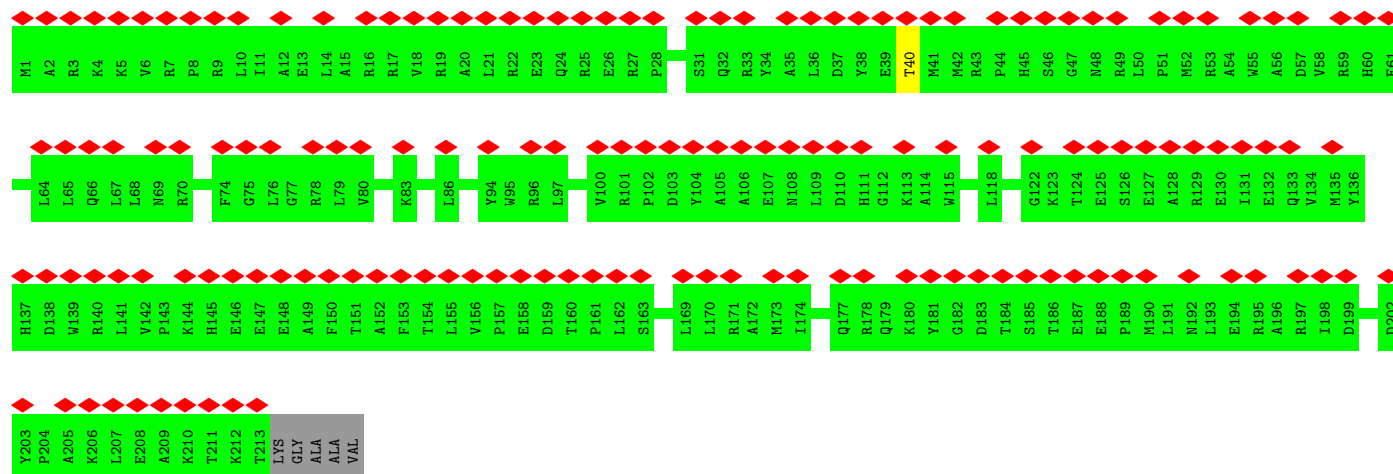 M1 A2 R3 K4 K5 V6 R7 P8 R9 L10 I11 A12 E13 L14 A15 R16 R17 V18 R19 A20 L21 R22 E23 Q24 R25 E26 R27 P28 S31 Q32 R33 Y34 A35 L36 D37 Y38 E39 T40 M41 M42 R43 P44 H45 S46 G47 N48 R49 L50 P51 M52 R53 A54 W55 A56 D57 V58 R59 H60 E61
L64 L65 Q66 L67 L68 N69 R70 F74 G75 L76 G77 R78 L79 V80 K83 L86 Y94 W95 R96 L97 V100 R101 P102 D103 Y104 A105 A106 E107 N108 L109 D110 H111 G112 K113 A114 W115 L118 G122 K123 T124 E125 S126 E127 A128 R129 E130 I131 E132 Q133 V134 M135 Y136
H137 D138 W139 R140 L141 V142 P143 K144 H145 E146 E147 E148 A149 F150 T151 A152 F153 T154 L155 V156 P157 E158 D159 T160 P161 L162 S163 L169 L170 R171 A172 M173 I174 Q177 R178 Q179 K180 Y181 G182 D183 T184 S185 T186 E187 E188 P189 M190 L191 N192 L193 E194 R195 A196 R197 I198 D199 D202
Y203 P204 A205 K206 L207 E208 A209 K210 T211 K212 T213 LYS GLY ALA ALA VAL